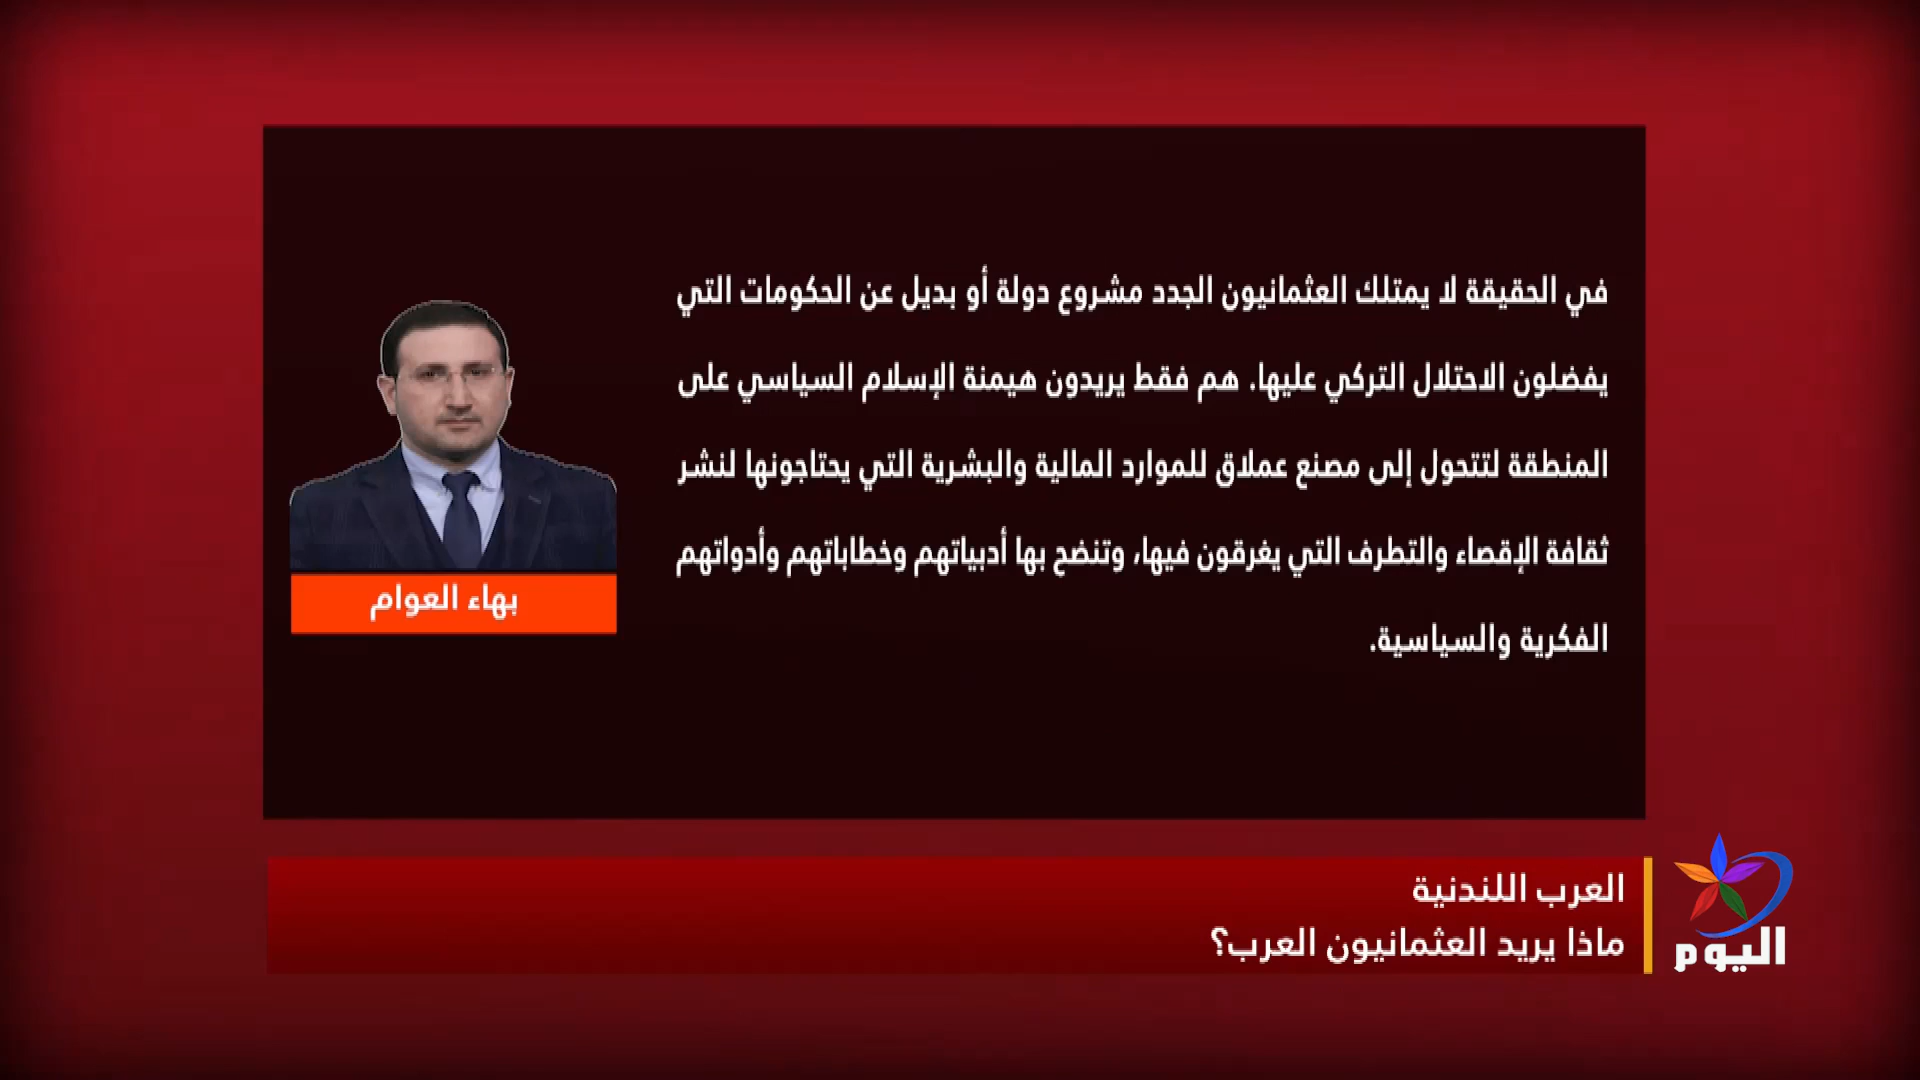 في الحقيقة لا يمتلك العثمانيون الجدد مشروع دولة أو بديل عن الحكومات التي
يفضلون الاحتلال التركي عليها. هم فقط يريدون هيمنة الإسلام السياسي على
المنطقة لتتحول إلى مصنع عملاق للموارد المالية والبشرية التي يحتاجونها لنشر
ثقافة الإقصاء والتطرف التي يغرقون فيها، وتنضح بها أدبياتهم وخطاباتهم وأدواتهم
الفكرية والسياسية.
بهاء العوام
العرب اللندنية
ماذا يريد العثمانيون العرب؟
اليوم